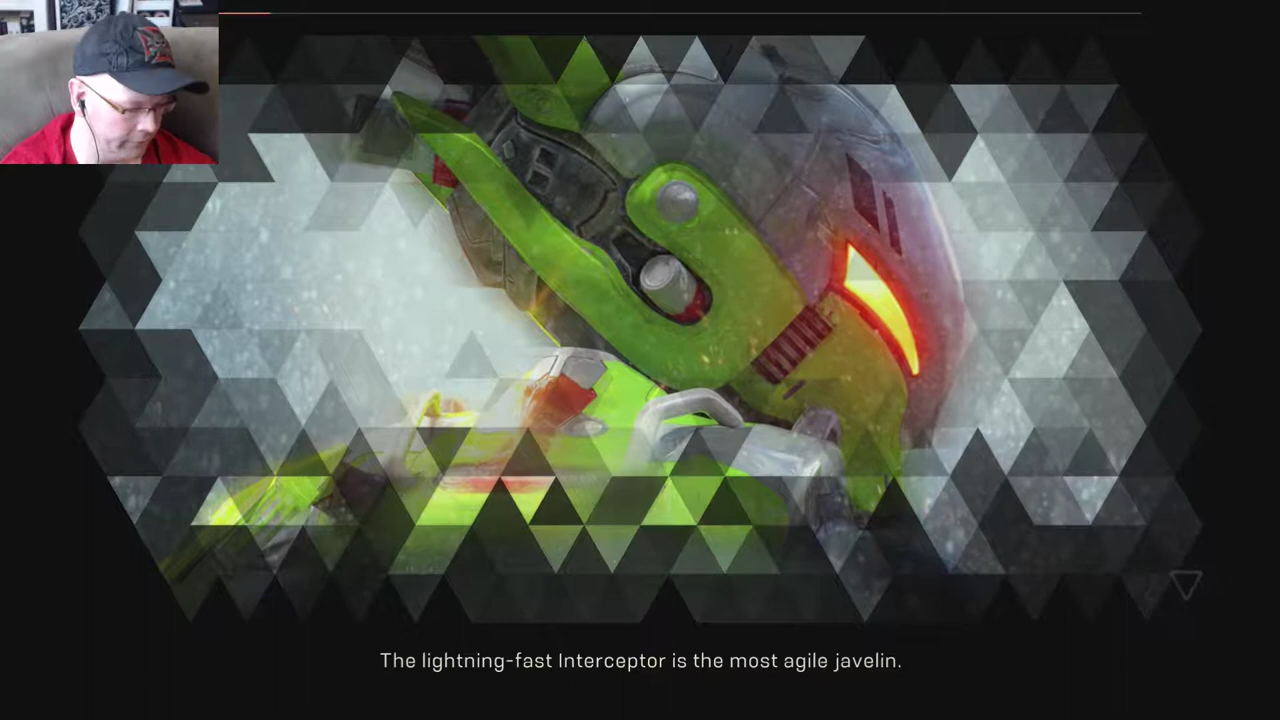 The lightning-fast Interceptor is the most agile javelin.